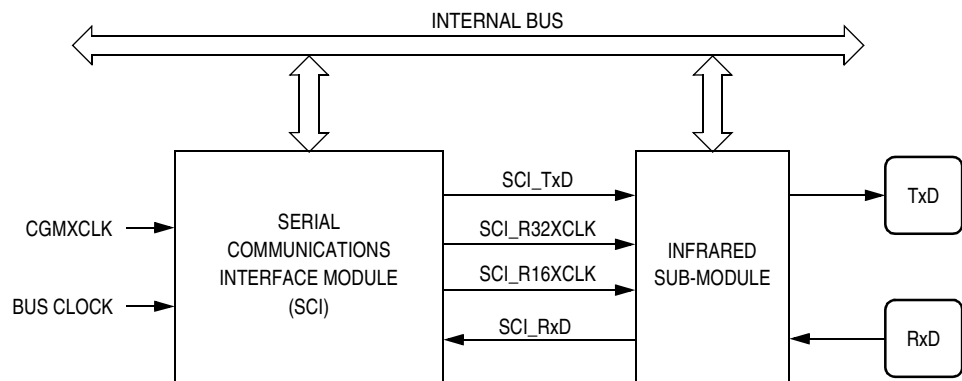 INTERNAL BUS
SCI_TxD
TxD
CGMXCLK
SERIAL
COMMUNICATIONS
INTERFACE MODULE
(SCI)
SCI_R32XCLK
INFRARED
SUB-MODULE
SCI_R16XCLK
BUS CLOCK
SCI_RxD
RxD